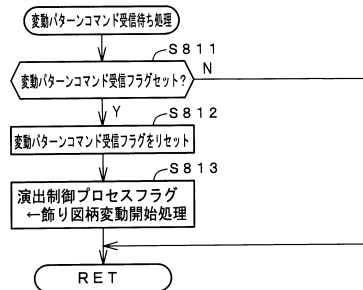 変動パターンコマンド受信待ち処理
S811
変動パターンコマンド受信フラグセット?
N
Y
S812
変動パターンコマンド受信フラグをリセット
S813
演出制御プロセスフラグ
←飾り図柄変動開始処理
RET